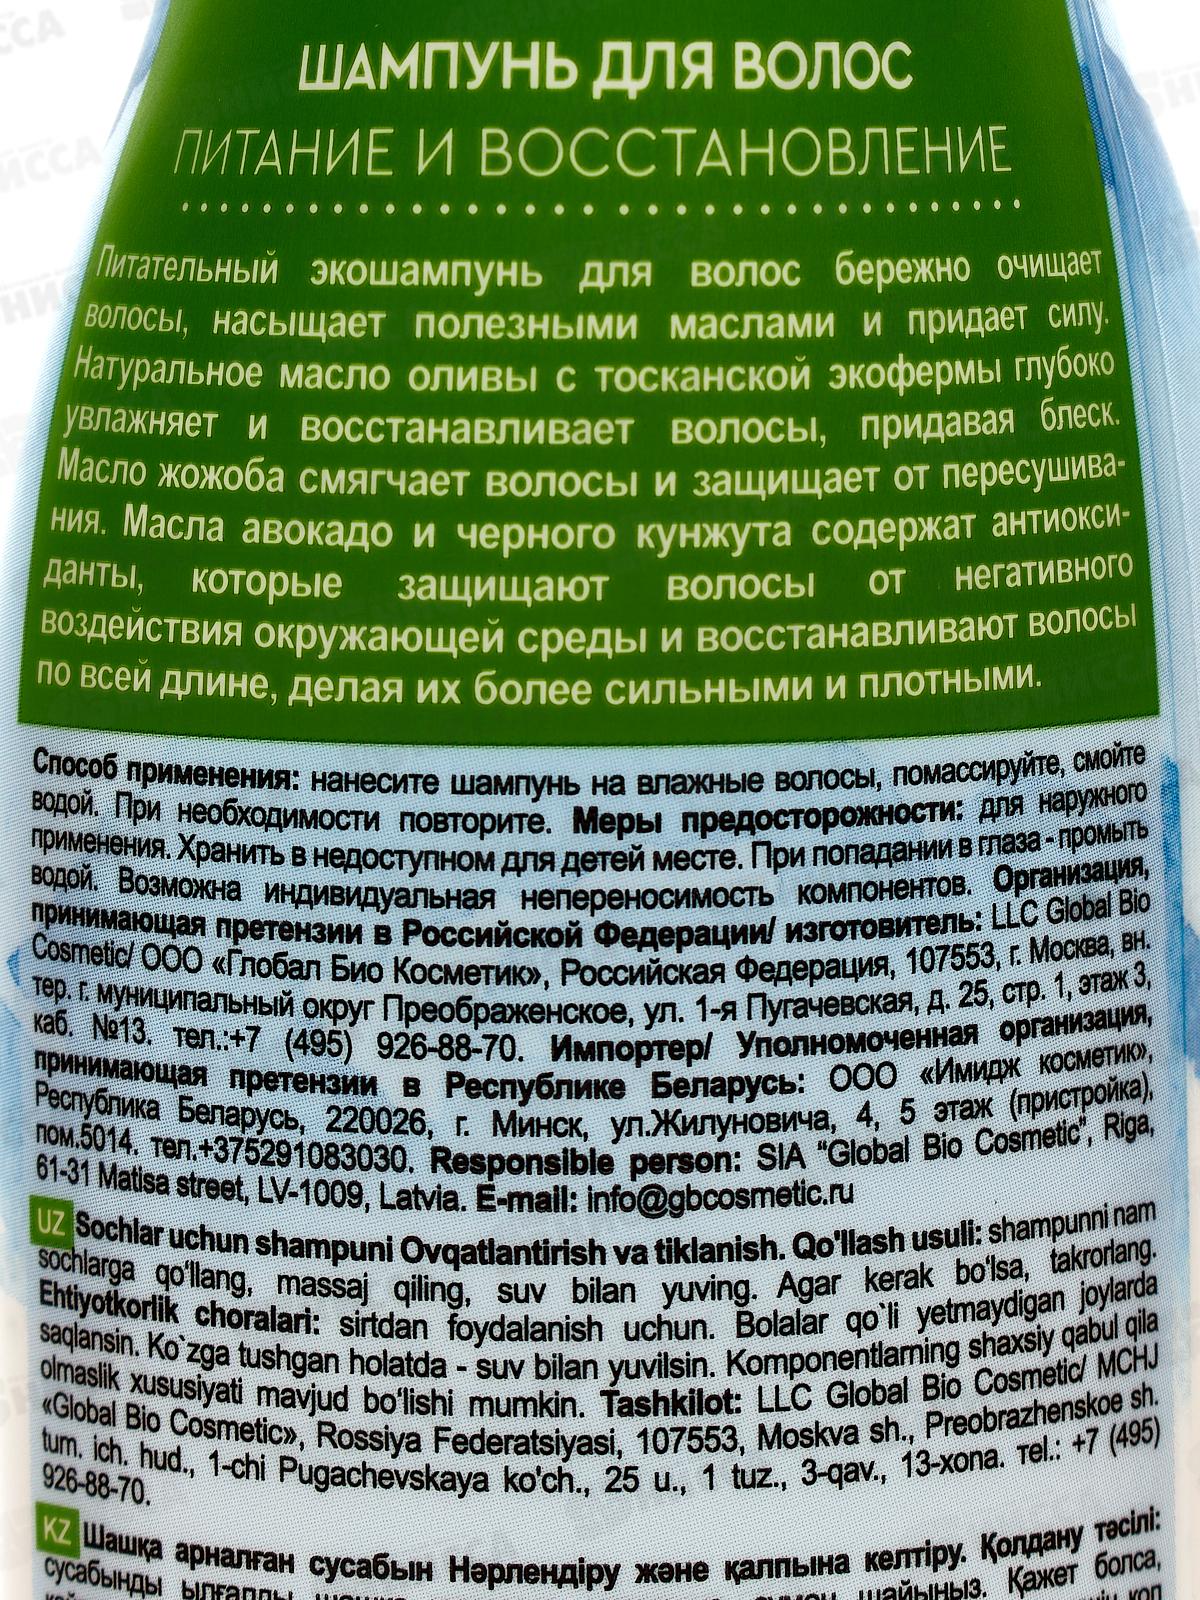 ШАМПУНЬ ДЛЯ ВОЛОС
ПИТАНИЕ И ВОССТАНОВЛЕНИЕ
Питательный экошампунь для волос бережно очищает
волосы, насыщает полезными маслами и придает силу.
Натуральное масло оливы с тосканской экофермы глубоко
увлажняет и восстанавливает волосы, придавая блеск.
Масло жожоба смягчает волосы и защищает от пересушива-
ния. Масла авокадо и черного кунжута содержат антиокси-
данты, которые защищают волосы от негативного
воздействия окружающей среды и восстанавливают волосы
по всей длине, делая их более сильными и плотными.
Способ применения: нанесите шампунь на влажные волосы, помассируйте, смойте
водой. При необходимости повторите. Меры предосторожности: для наружного
применения. Хранить в недоступном для детей месте. При попадании в глаза - промыть
водой. Возможна индивидуальная непереносимость компонентов. Организация,
принимающая претензии в Российской Федерации/ изготовитель: LLC Global Bio
Cosmetic/ ООО «Глобал Био Косметик», Российская Федерация, 107553, г. Москва, вн.
тер. г. муниципальный округ Преображенское, ул. 1-я Пугачевская, д. 25, стр. 1, этаж 3,
каб. №13. тел.:+7 (495) 926-88-70. Импортер/ Уполномоченная организация,
принимающая претензии в Республике Беларусь: ООО «Имидж косметик»,
Республика Беларусь, 220026, г. Минск, ул.Жилуновича, 4, 5 этаж (пристройка),
пом.5014. тел.+375291083030. Responsible person: SIA “Global Bio Cosmetic”, Riga,
61-31 Matisa street, LV-1009, Latvia. E-mail: info@gbcosmetic.ru
UZ Sochlar uchun shampuni Ovqatlantirish va tiklanish. Qo'llash usuli: shampunni nam
sochlarga qo‘llang, massaj qiling, suv bilan yuving. Agar kerak bo‘lsa, takrorlang.
Ehtiyotkorlik choralari: sirtdan foydalanish uchun. Bolalar qo`li yetmaydigan joylarda
saqlansin. Ko`zga tushgan holatda - suv bilan yuvilsin. Komponentlarning shaxsiy qabul qila
olmaslik xususiyati mavjud bo‘lishi mumkin. Tashkilot: LLC Global Bio Cosmetic/ MCHJ
«Global Bio Cosmetic», Rossiya Federatsiyasi, 107553, Moskva sh., Preobrazhenskoe sh.
tum. ich. hud., 1-chi Pugachevskaya ko'ch., 25 u., 1 tuz., 3-qav., 13-xona. тел.: +7 (495)
926-88-70.
KZ Шашқа арналған сусабын Нәрлендіру және қалпына келтіру. Қолдану тәсілі:
сусабынды ылғалды шайыңыз. Қажет болса,